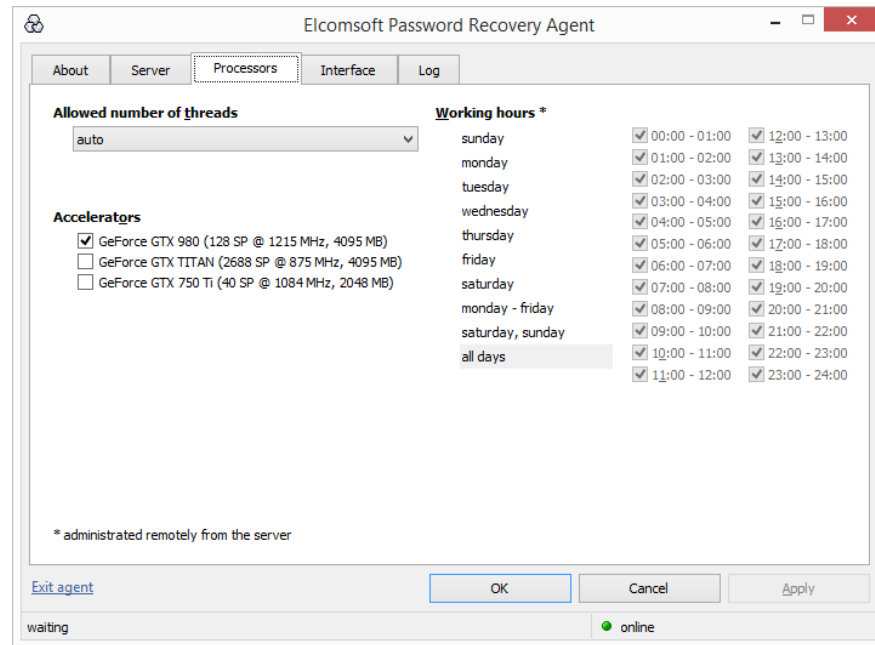 Elcomsoft Password Recovery Agent
About Server Processors Interface Log
Allowed number of threads
auto
Accelerators
GeForce GTX 980 (128 SP @ 1215 MHz, 4095 MB)
GeForce GTX TITAN (2688 SP @ 875 MHz, 4095 MB)
GeForce GTX 750 Ti (40 SP @ 1084 MHz, 2048 MB)
Working hours *
sunday
monday
tuesday
wednesday
thursday
friday
saturday
monday - friday
saturday, sunday
all days
00:00 - 01:00 12:00 - 13:00
01:00 - 02:00 13:00 - 14:00
02:00 - 03:00 14:00 - 15:00
03:00 - 04:00 15:00 - 16:00
04:00 - 05:00 16:00 - 17:00
05:00 - 06:00 17:00 - 18:00
06:00 - 07:00 18:00 - 19:00
07:00 - 08:00 19:00 - 20:00
08:00 - 09:00 20:00 - 21:00
09:00 - 10:00 21:00 - 22:00
10:00 - 11:00 22:00 - 23:00
11:00 - 12:00 23:00 - 24:00
* administrated remotely from the server
Exit agent OK Cancel Apply
waiting online